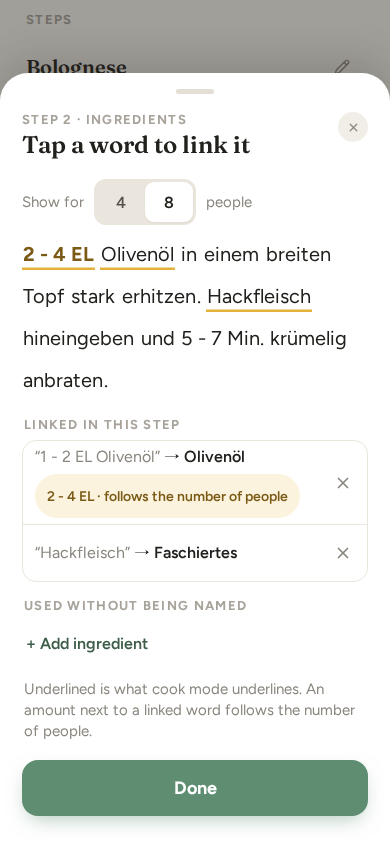 STEPS
Bolognese
STEP 2 · INGREDIENTS
Tap a word to link it
Show for 4 8 people
2 - 4 EL Olivenöl in einem breiten
Topf stark erhitzen. Hackfleisch
hineingeben und 5 - 7 Min. krümelig
anbraten.
LINKED IN THIS STEP
“1 - 2 EL Olivenöl” → Olivenöl
2 - 4 EL · follows the number of people
“Hackfleisch” → Faschiertes
USED WITHOUT BEING NAMED
+ Add ingredient
Underlined is what cook mode underlines. An
amount next to a linked word follows the number
of people.
Done